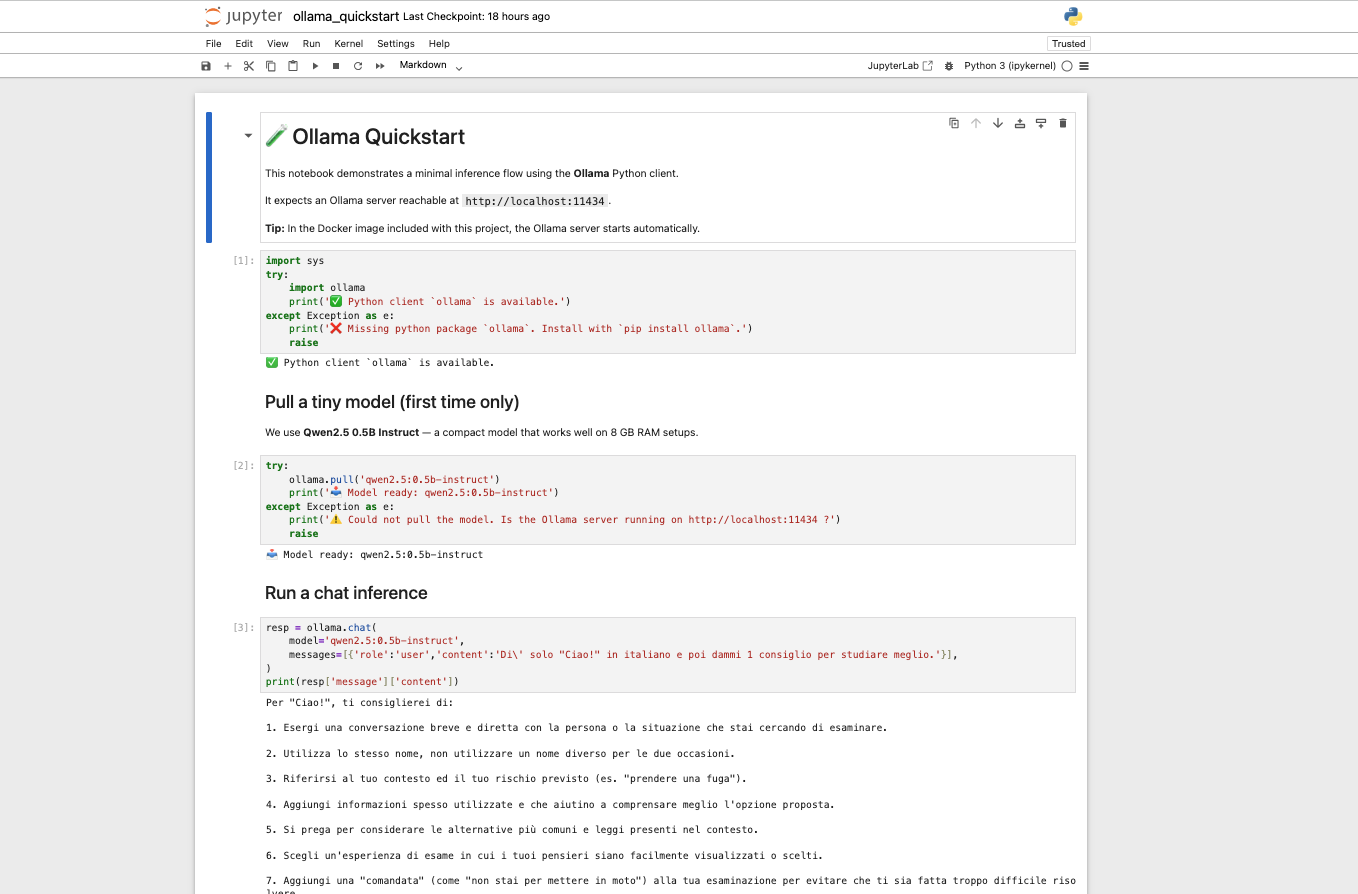 jupyter ollama_quickstart Last Checkpoint: 18 hours ago
File Edit View Run Kernel Settings Help
Trusted
Markdown
JupyterLab
Python 3 (ipykernel)
🧪 Ollama Quickstart
This notebook demonstrates a minimal inference flow using the Ollama Python client.
It expects an Ollama server reachable at http://localhost:11434.
Tip: In the Docker image included with this project, the Ollama server starts automatically.
[1]:
import sys
try:
    import ollama
    print('✅ Python client `ollama` is available.')
except Exception as e:
    print('❌ Missing python package `ollama`. Install with `pip install ollama`.')
    raise
✅ Python client `ollama` is available.
Pull a tiny model (first time only)
We use Qwen2.5 0.5B Instruct — a compact model that works well on 8 GB RAM setups.
[2]:
try:
    ollama.pull('qwen2.5:0.5b-instruct')
    print('📥 Model ready: qwen2.5:0.5b-instruct')
except Exception as e:
    print('⚠️ Could not pull the model. Is the Ollama server running on http://localhost:11434 ?')
    raise
📥 Model ready: qwen2.5:0.5b-instruct
Run a chat inference
[3]:
resp = ollama.chat(
    model='qwen2.5:0.5b-instruct',
    messages=[{'role':'user','content':'Di\' solo "Ciao!" in italiano e poi dammi 1 consiglio per studiare meglio.'}],
)
print(resp['message']['content'])
Per "Ciao!", ti consiglierei di:
1. Esergi una conversazione breve e diretta con la persona o la situazione che stai cercando di esaminare.
2. Utilizza lo stesso nome, non utilizzare un nome diverso per le due occasioni.
3. Riferirsi al tuo contesto ed il tuo rischio previsto (es. "prendere una fuga").
4. Aggiungi informazioni spesso utilizzate e che aiutino a comprensare meglio l'opzione proposta.
5. Si prega per considerare le alternative più comuni e leggi presenti nel contesto.
6. Scegli un'esperienza di esame in cui i tuoi pensieri siano facilmente visualizzati o scelti.
7. Aggiungi una "comandata" (come "non stai per mettere in moto") alla tua esaminazione per evitare che ti sia fatta troppo difficile riso
lvere